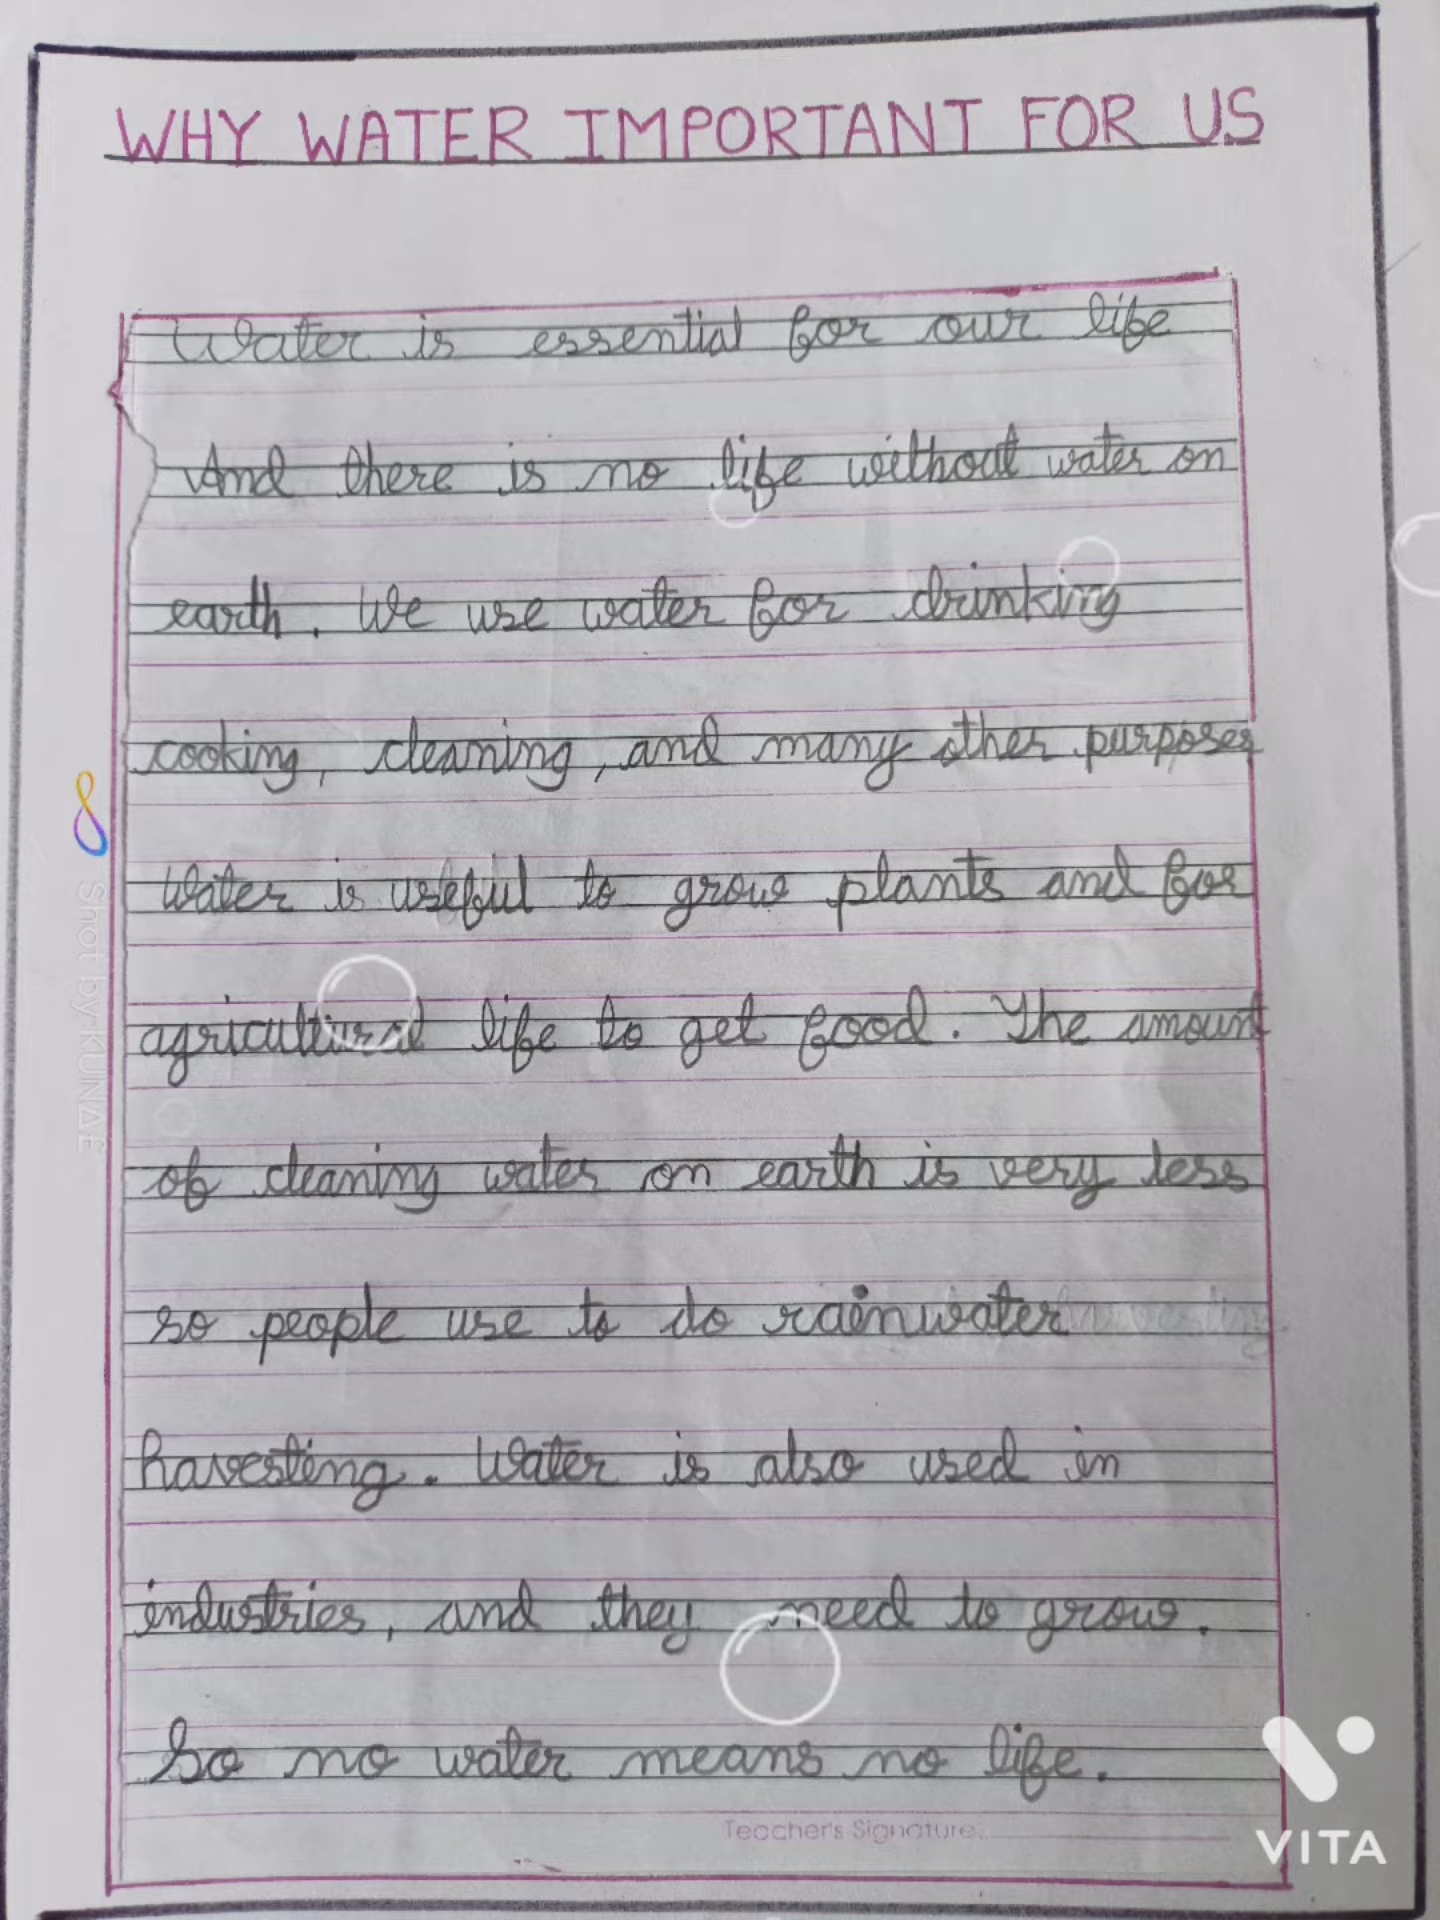 WHY WATER IMPORTANT FOR US
Water is essential for our life
And there is no life without water on
earth. We use water for drinking
cooking, cleaning, and many other purposes
Water is useful to grow plants and for
agricultural life to get food. The amount
of cleaning water on earth is very less
so people use to do rainwater
havesting. Water is also used in
industries, and they need to grow.
So no water means no life.
Teacher's Signature
Shot by KUNAL
VITA